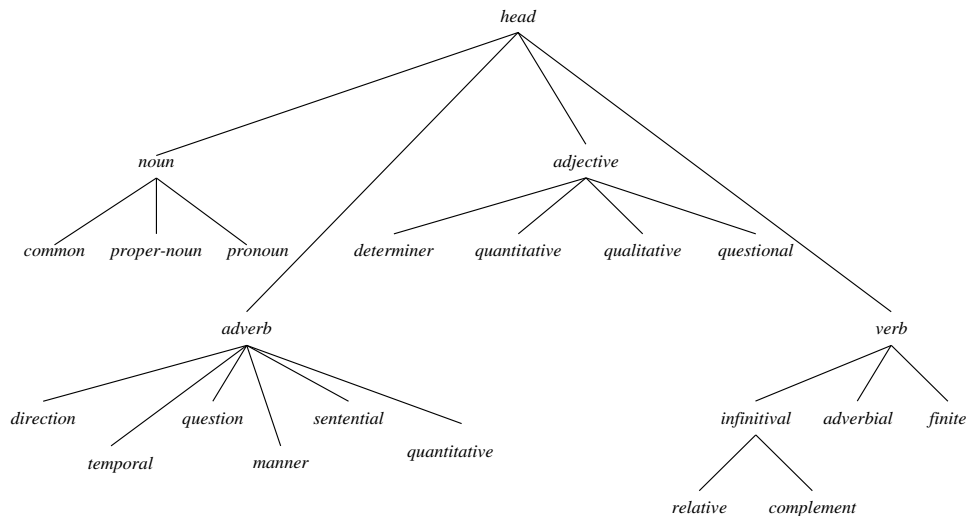 head
noun
adjective
common proper-noun pronoun
determiner quantitative qualitative questional
adverb
verb
direction question sentential
infinitival adverbial finite
temporal manner quantitative
relative complement